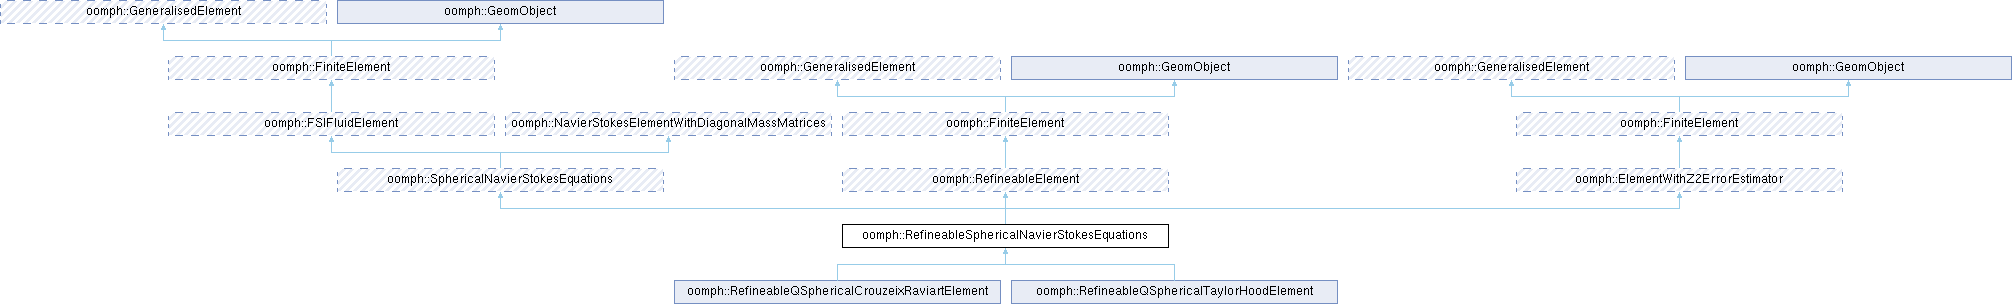 oomph::GeneralisedElement
oomph::GeomObject
oomph::FiniteElement
oomph::GeneralisedElement
oomph::GeomObject
oomph::GeneralisedElement
oomph::GeomObject
oomph::FSIFluidElement
oomph::NavierStokesElementWithDiagonalMassMatrices
oomph::FiniteElement
oomph::FiniteElement
oomph::SphericalNavierStokesEquations
oomph::RefineableElement
oomph::ElementWithZ2ErrorEstimator
oomph::RefineableSphericalNavierStokesEquations
oomph::RefineableQSphericalCrouzeixRaviartElement
oomph::RefineableQSphericalTaylorHoodElement